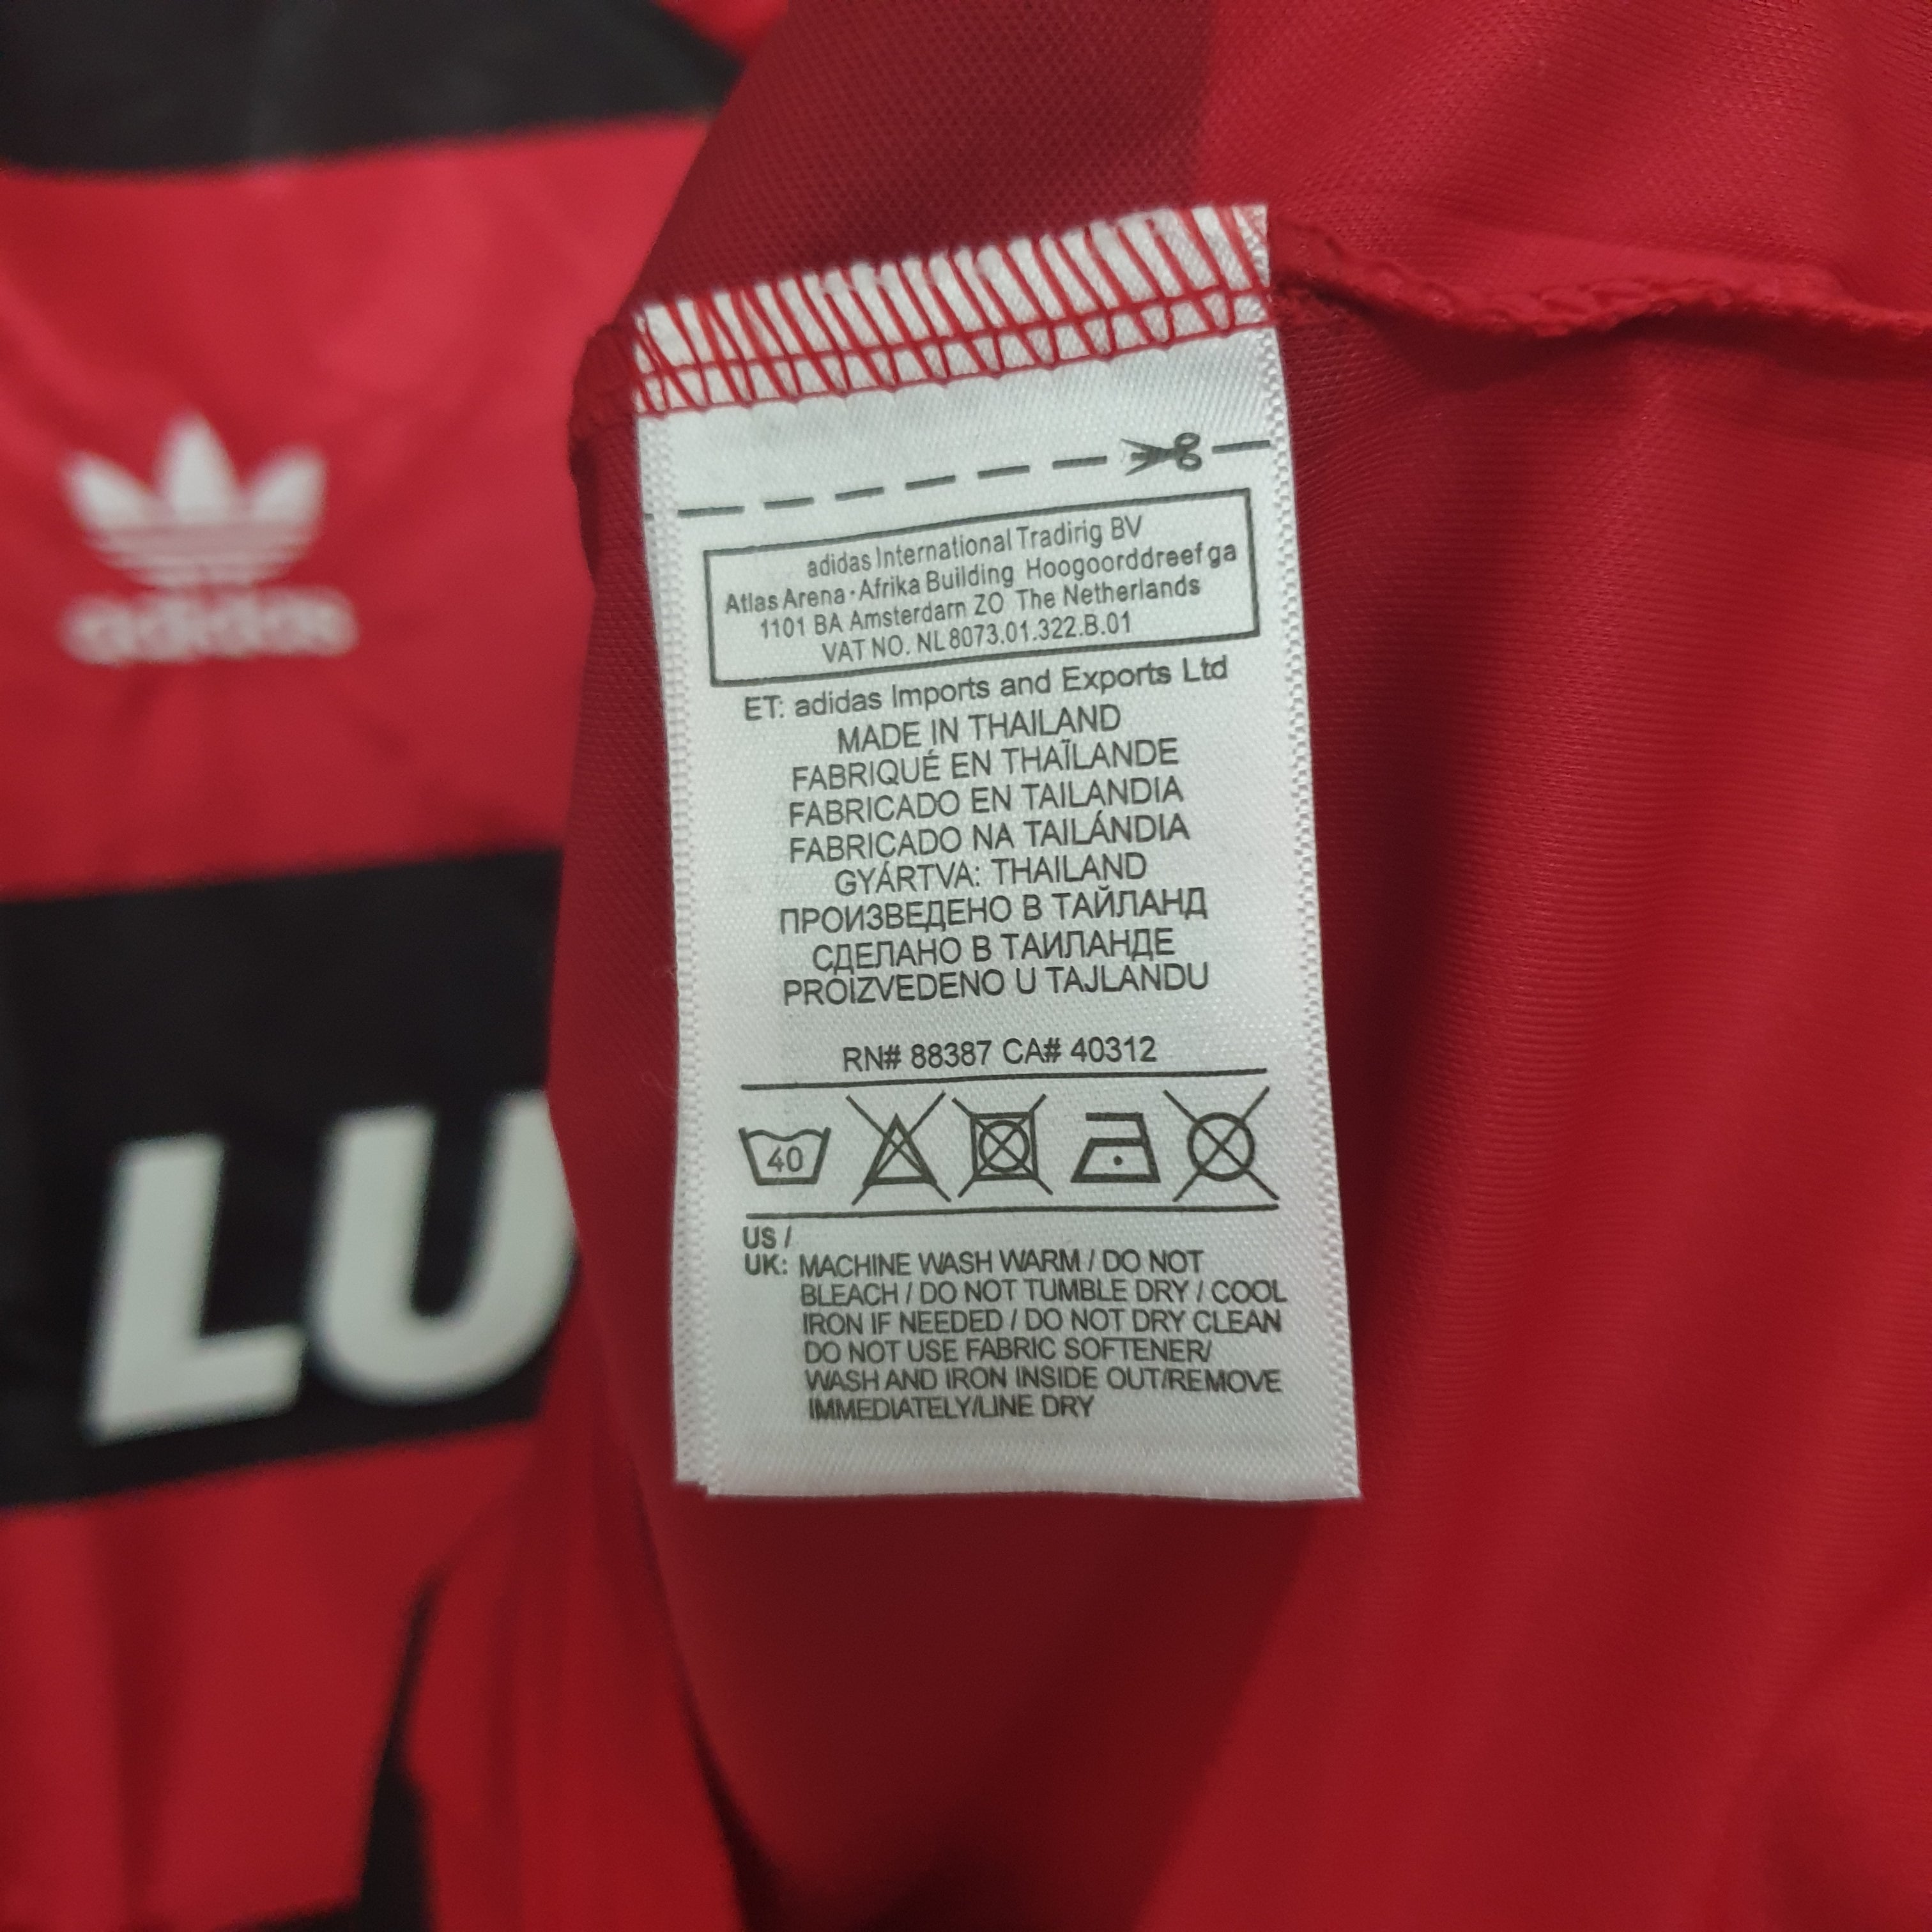 adidas
LU
adidas International Tradirig BV
Atlas Arena · Afrika Building Hoogoorddreefga
1101 BA Amsterdarn ZO The Netherlands
VAT NO. NL8073.01.322.B.01
ET: adidas Imports and Exports Ltd
MADE IN THAILAND
FABRIQUÉ EN THAÏLANDE
FABRICADO EN TAILANDIA
FABRICADO NA TAILÁNDIA
GYÁRTVA: THAILAND
ПРОИЗВЕДЕНО В ТАЙЛАНД
СДЕЛАНО В ТАИЛАНДЕ
PROIZVEDENO U TAJLANDU
RN# 88387 CA# 40312
40
US /
UK: MACHINE WASH WARM / DO NOT
BLEACH / DO NOT TUMBLE DRY / COOL
IRON IF NEEDED / DO NOT DRY CLEAN
DO NOT USE FABRIC SOFTENER/
WASH AND IRON INSIDE OUT/REMOVE
IMMEDIATELY/LINE DRY